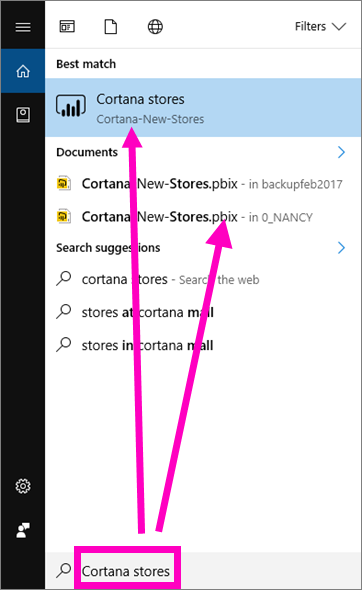 Filters
Best match
Cortana stores
Cortana-New-Stores
Documents
Cortana-New-Stores.pbix - in backupfeb2017
Cortana-New-Stores.pbix - in 0_NANCY
Search suggestions
cortana stores - Search the web
stores at cortana mall
stores in cortana mall
Cortana stores